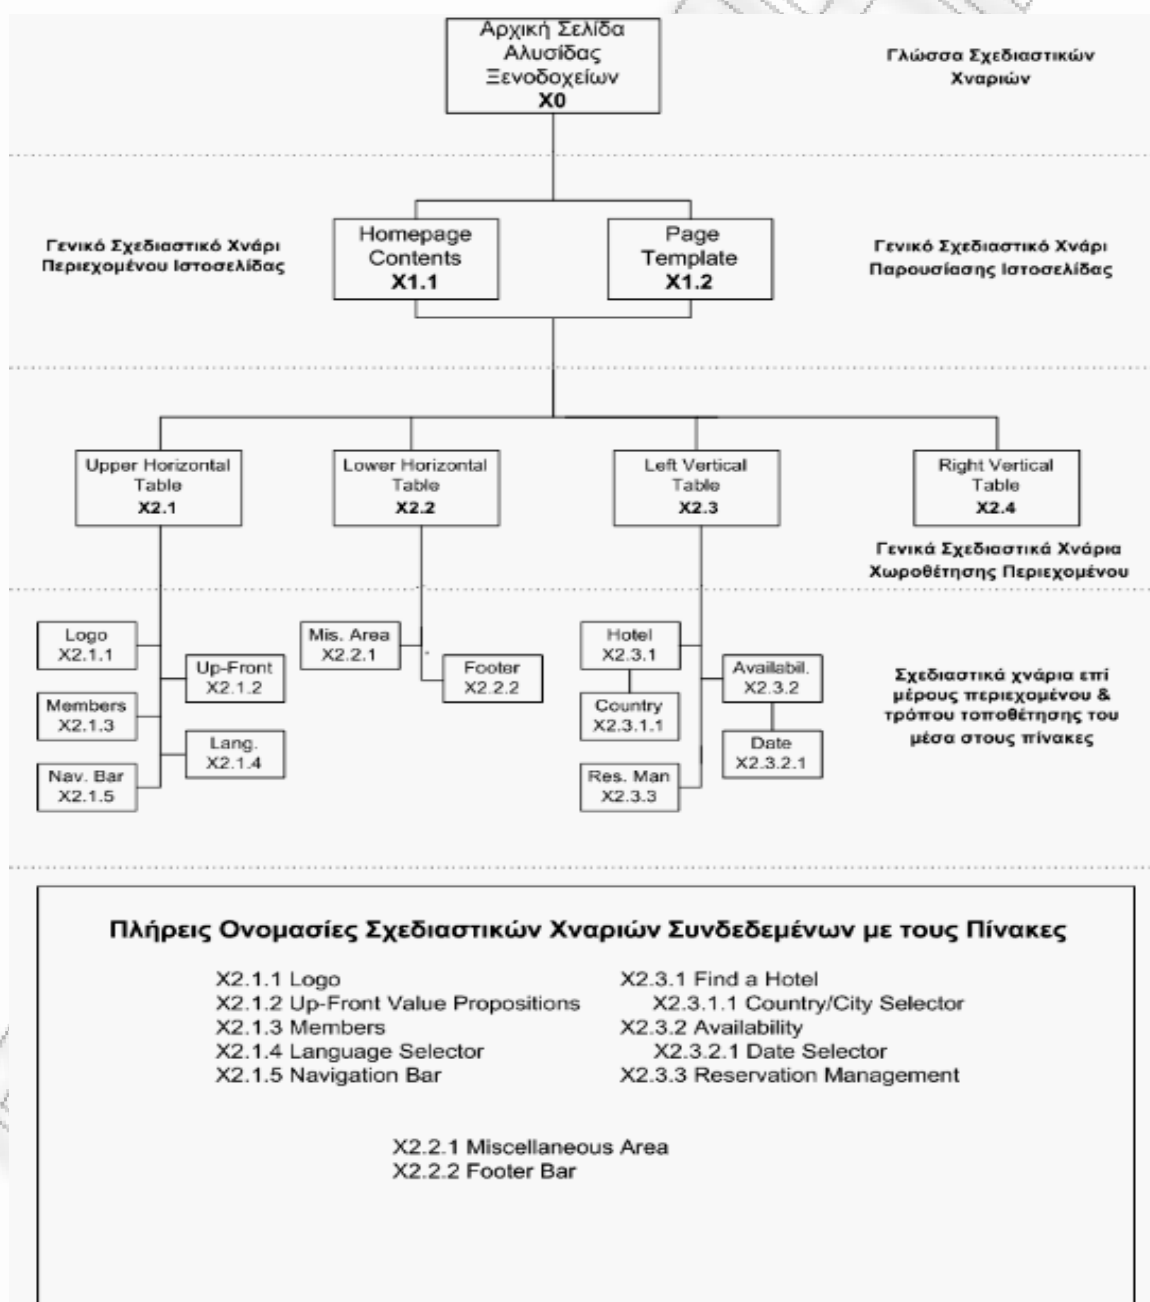 Αρχική Σελίδα
Αλυσίδας
Ξενοδοχείων
X0
Γλώσσα Σχεδιαστικών
Χναριών
Γενικό Σχεδιαστικό Χνάρι
Περιεχομένου Ιστοσελίδας
Homepage
Contents
X1.1
Page
Template
X1.2
Γενικό Σχεδιαστικό Χνάρι
Παρουσίασης Ιστοσελίδας
Upper Horizontal
Table
X2.1
Lower Horizontal
Table
X2.2
Left Vertical
Table
X2.3
Right Vertical
Table
X2.4
Γενικά Σχεδιαστικά Χνάρια
Χωροθέτησης Περιεχομένου
Logo
X2.1.1
Up-Front
X2.1.2
Members
X2.1.3
Lang.
X2.1.4
Nav. Bar
X2.1.5
Mis. Area
X2.2.1
Footer
X2.2.2
Hotel
X2.3.1
Country
X2.3.1.1
Availabil.
X2.3.2
Date
X2.3.2.1
Res. Man
X2.3.3
Σχεδιαστικά χνάρια επί
μέρους περιεχομένου &
τρόπου τοποθέτησης του
μέσα στους πίνακες
Πλήρεις Ονομασίες Σχεδιαστικών Χναριών Συνδεδεμένων με τους Πίνακες
X2.1.1 Logo
X2.1.2 Up-Front Value Propositions
X2.1.3 Members
X2.1.4 Language Selector
X2.1.5 Navigation Bar
X2.3.1 Find a Hotel
X2.3.1.1 Country/City Selector
X2.3.2 Availability
X2.3.2.1 Date Selector
X2.3.3 Reservation Management
X2.2.1 Miscellaneous Area
X2.2.2 Footer Bar